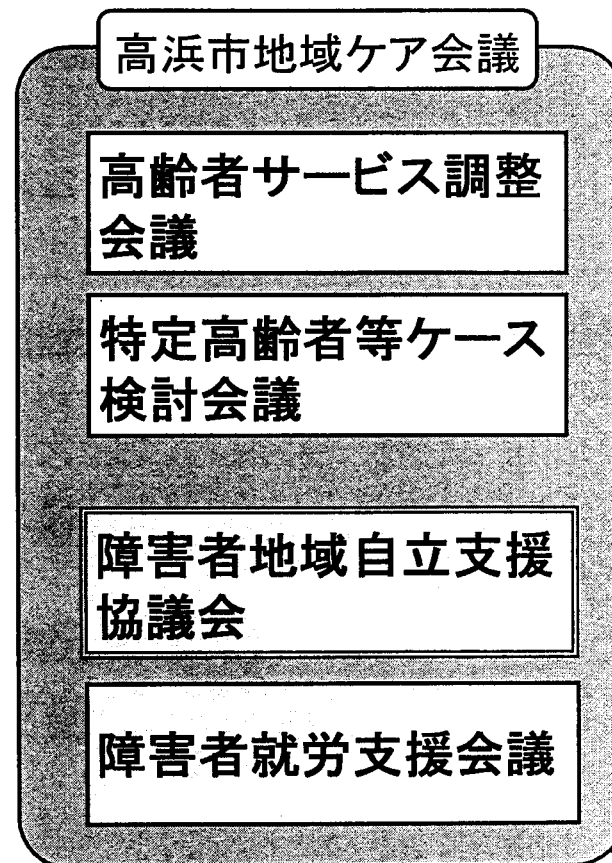 高浜市地域ケア会議
高齢者サービス調整
会議
特定高齢者等ケース
検討会議
障害者地域自立支援
協議会
障害者就労支援会議